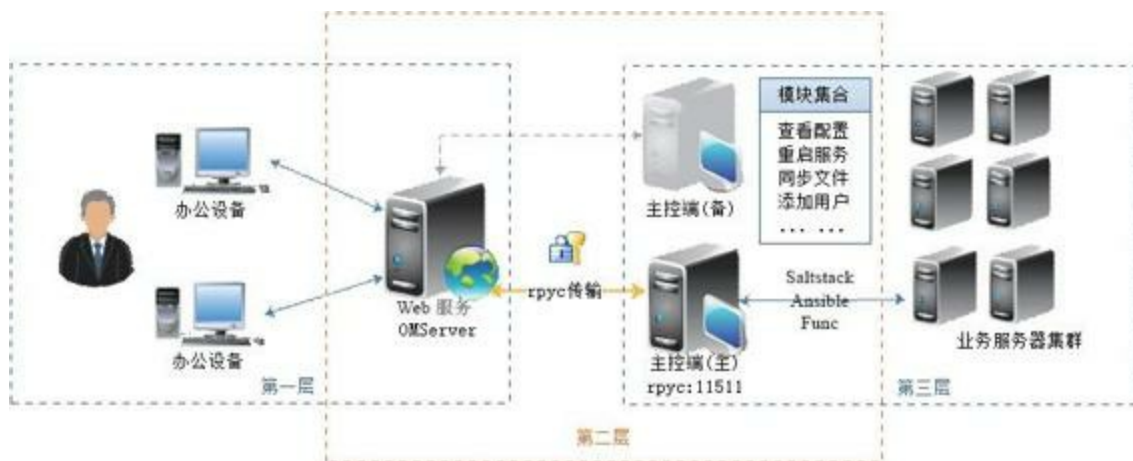 模块集合
查看配置
重启服务
同步文件
添加用户
... ...
办公设备
主控端(备)
rpyc传输
Saltstack
Ansible
Func
Web 服务
OMServer
办公设备
主控端(主)
rpyc:11511
业务服务器集群
第一层
第三层
第二层